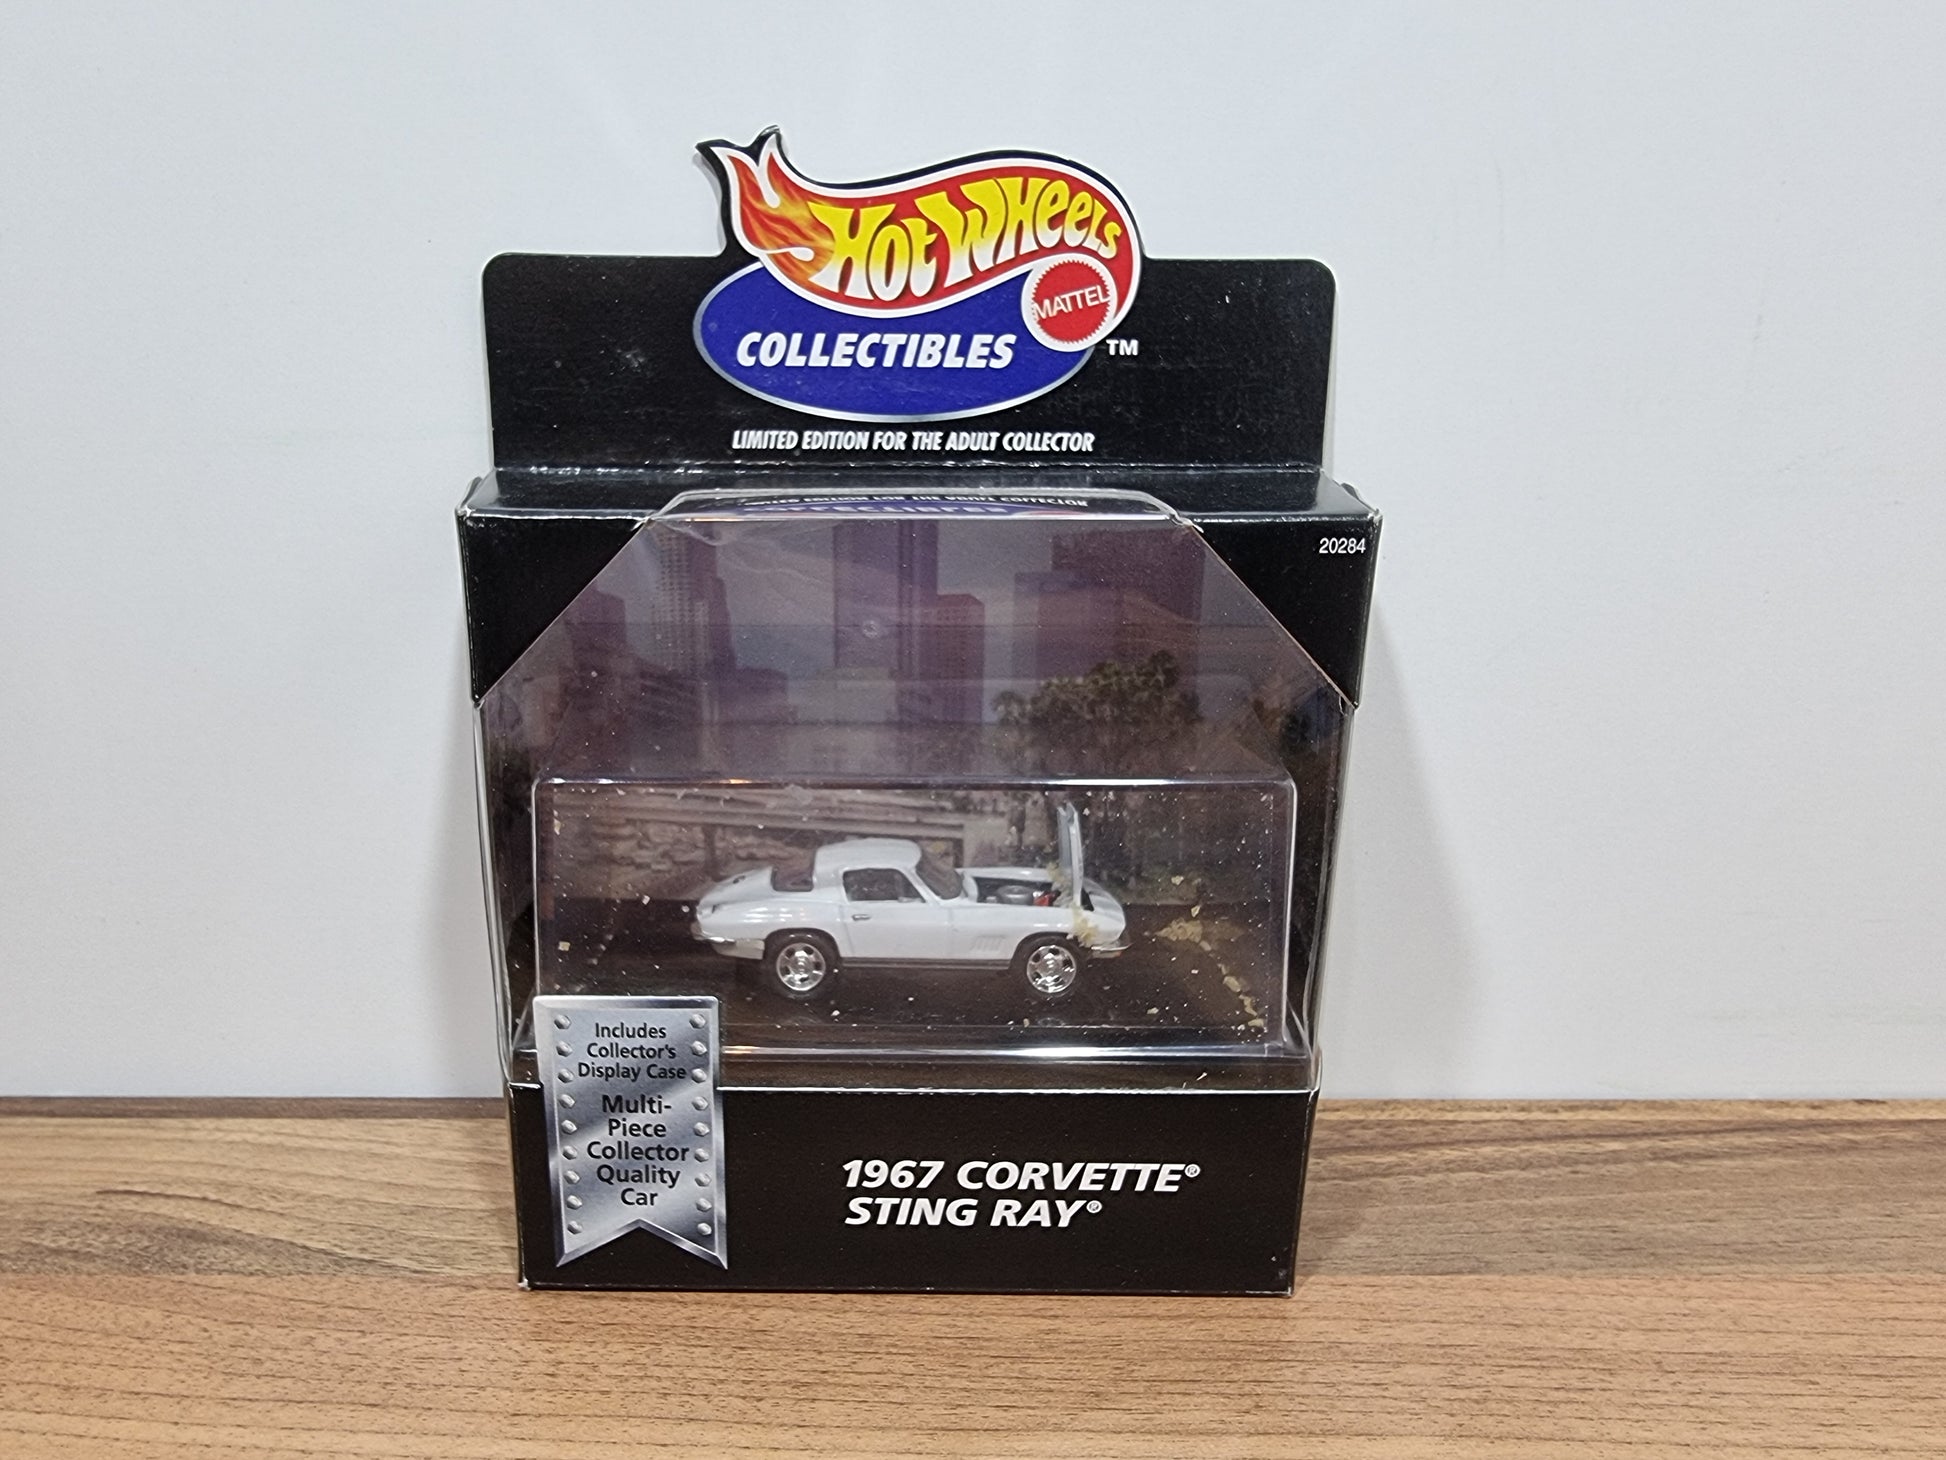 HOT WHEELS
MATTEL
COLLECTIBLES TM
LIMITED EDITION FOR THE ADULT COLLECTOR
20284
Includes
Collector's
Display Case
Multi-
Piece
Collector
Quality
Car
1967 CORVETTE®
STING RAY®